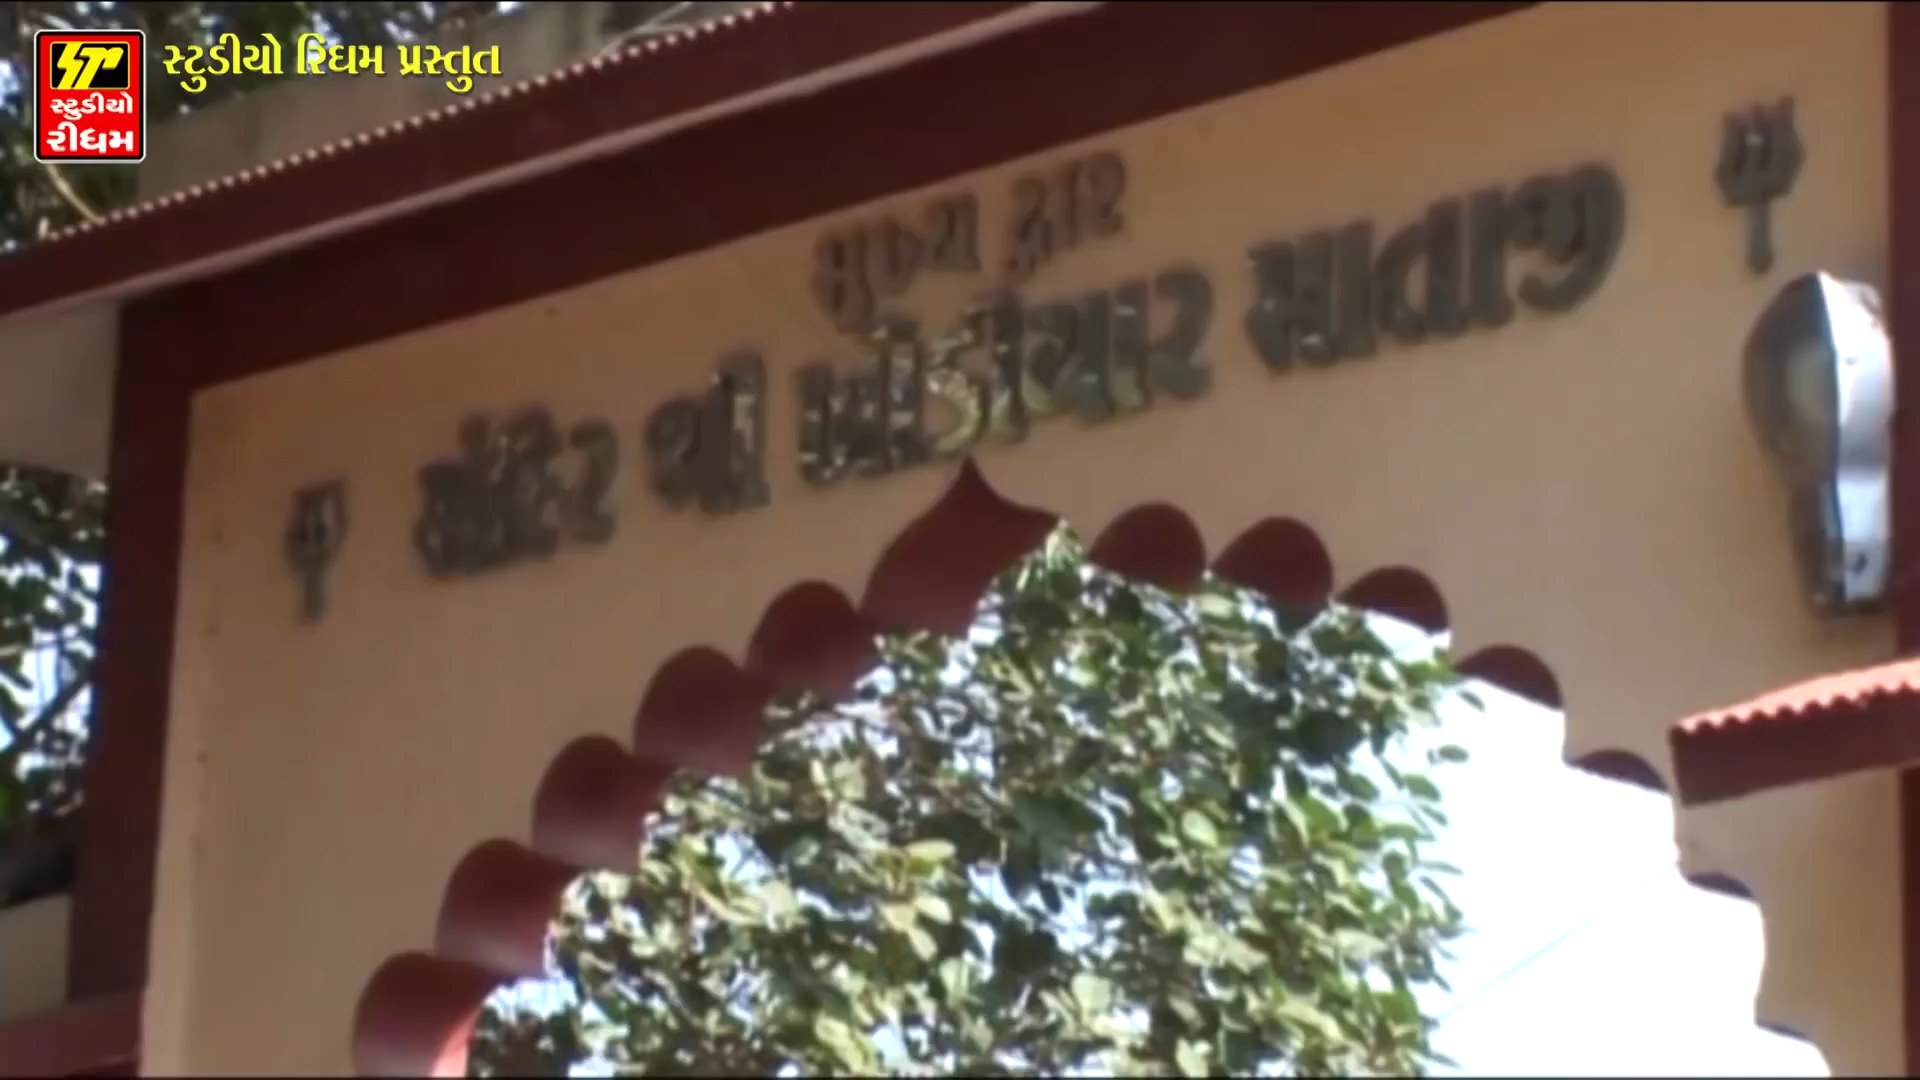 સ્ટુડીયો રિધમ પ્રસ્તુત
સ્ટુડીયો
રીધમ
મુખ્ય દ્વાર
મંદિર શ્રી ખોડીયાર માતાજી